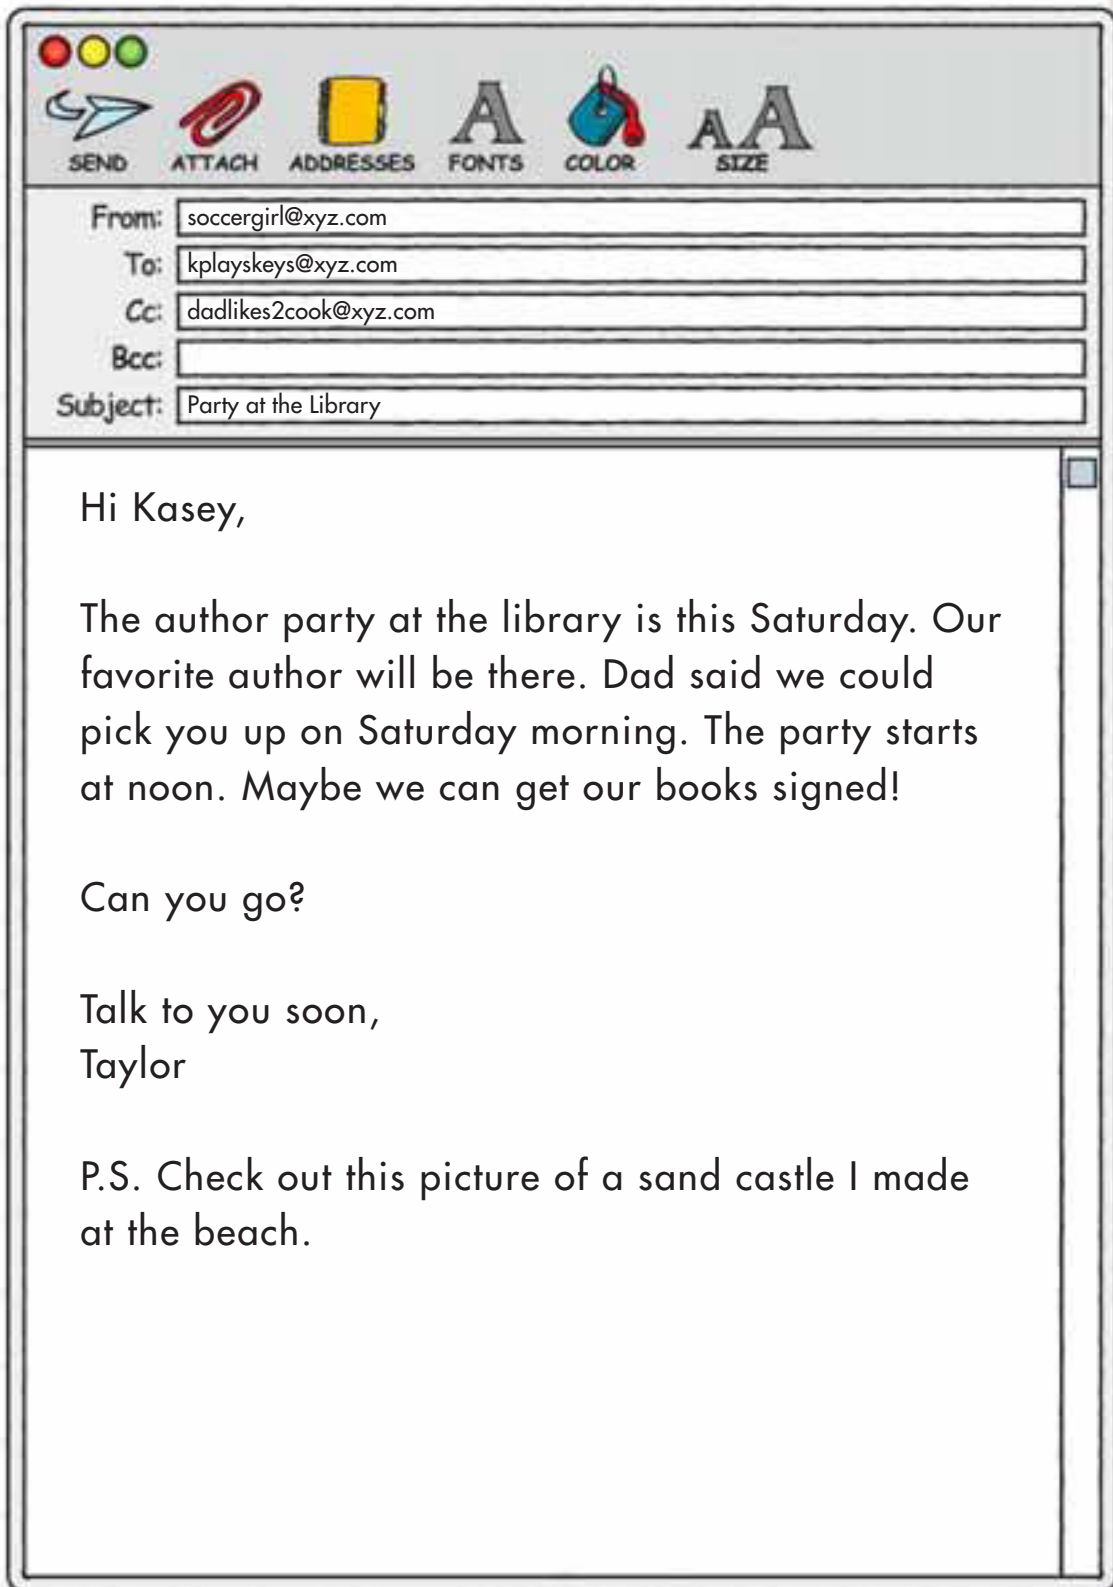 SEND ATTACH ADDRESSES FONTS COLOR SIZE
From: soccergirl@xyz.com
To: kplayskeys@xyz.com
Cc: dadlikes2cook@xyz.com
Bcc:
Subject: Party at the Library
Hi Kasey,
The author party at the library is this Saturday. Our
favorite author will be there. Dad said we could
pick you up on Saturday morning. The party starts
at noon. Maybe we can get our books signed!
Can you go?
Talk to you soon,
Taylor
P.S. Check out this picture of a sand castle I made
at the beach.